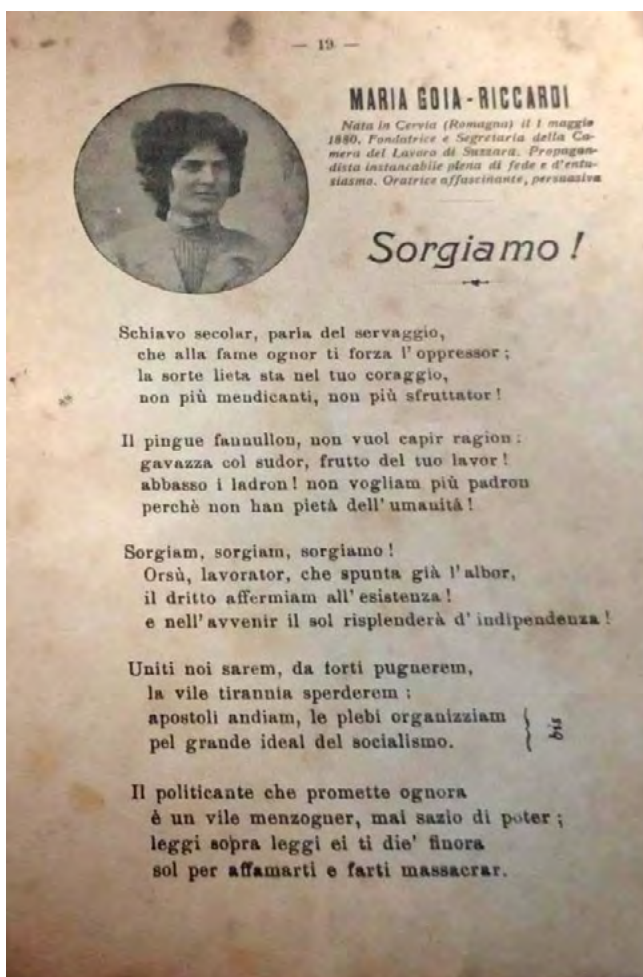 — 19 —
MARIA GOIA - RICCARDI
Nata in Cervia (Romagna) il 1 maggio
1880. Fondatrice e Segretaria della Ca-
mera del Lavoro di Suzzara. Propagan-
dista instancabile piena di fede e d'entu-
siasmo. Oratrice affascinante, persuasiva
Sorgiamo !
Schiavo secolar, parla del servaggio,
che alla fame ognor ti forza l' oppressor ;
la sorte lieta sta nel tuo coraggio,
non più mendicanti, non più sfruttator !
Il pingue fannullon, non vuol capir ragion :
gavazza col sudor, frutto del tuo lavor !
abbasso i ladron ! non vogliam più padron
perchè non han pietà dell' umanità !
Sorgiam, sorgiam, sorgiamo !
Orsù, lavorator, che spunta già l' albor,
il dritto affermiam all' esistenza !
e nell' avvenir il sol risplenderà d' indipendenza !
Uniti noi sarem, da forti pugnerem,
la vile tirannia sperderem ;
apostoli andiam, le plebi organizziam
pel grande ideal del socialismo.
bis
Il politicante che promette ognora
è un vile menzogner, mai sazio di poter ;
leggi sopra leggi ei ti die' finora
sol per affamarti e farti massacrar.